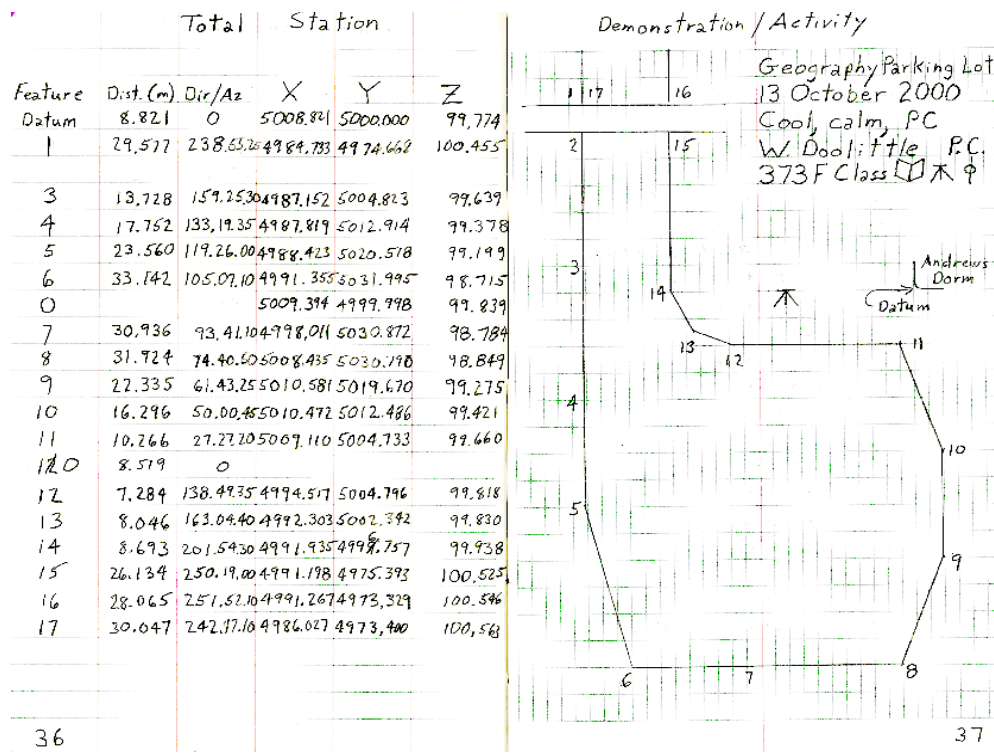 Total Station
Feature Dist. (m) Dir/Az X Y Z
Datum 8.821 0 5008.821 5000.000 99.774
1 29.577 238.53.25 4984.733 4974.668 100.455
3 13.728 159.25.30 4987.152 5004.823 99.639
4 17.752 133.19.35 4987.819 5012.914 99.378
5 23.560 119.26.00 4988.423 5020.518 99.199
6 33.142 105.07.10 4991.355 5031.995 98.715
0 5009.394 4999.998 99.839
7 30.936 93.41.10 4998.011 5030.872 98.784
8 31.924 74.40.50 5008.435 5030.790 98.849
9 22.335 61.43.25 5010.581 5019.670 99.275
10 16.296 50.00.45 5010.472 5012.486 99.421
11 10.266 27.27.20 5009.110 5004.733 99.660
0 8.519 0
12 7.284 138.49.35 4994.517 5004.796 99.818
13 8.046 163.04.40 4992.303 5002.342 99.830
14 8.693 201.54.30 4991.935 4996.757 99.938
15 26.134 250.19.00 4991.198 4975.393 100.525
16 28.065 251.52.10 4991.267 4973.329 100.546
17 30.047 4986.027 4973.400 100.563
36
Demonstration / Activity
Geography Parking Lot
13 October 2000
Cool, calm, PC
W. Doolittle P.C.
373F Class
1 17 16
2 15
3
14
Andrews
Dorm
Datum
13 12 11
4
10
5
9
6 7 8
37